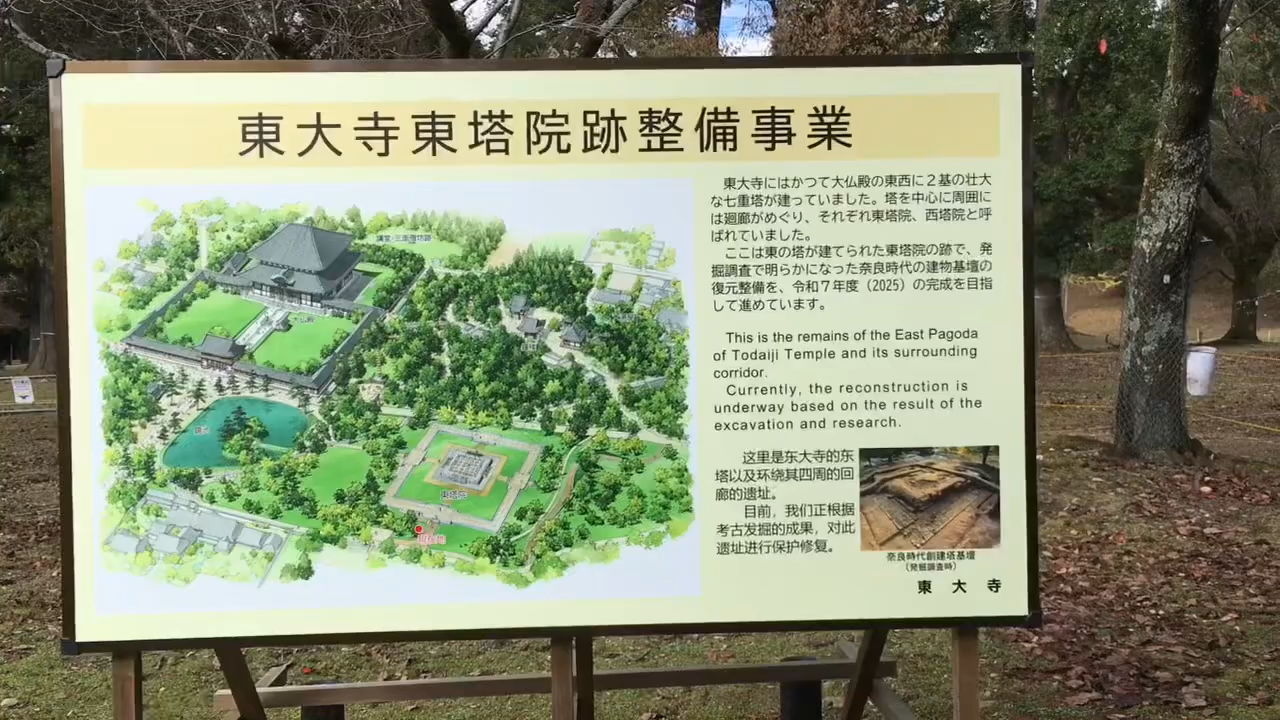 東大寺東塔院跡整備事業
東大寺にはかつて大仏殿の東西に２基の壮大
な七重塔が建っていました。塔を中心に周囲に
は廻廊がめぐり、それぞれ東塔院、西塔院と呼
ばれていました。
ここは東の塔が建てられた東塔院の跡で、発
掘調査で明らかになった奈良時代の建物基壇の
復元整備を、令和７年度（2025）の完成を目指
して進めています。
This is the remains of the East Pagoda
of Todaiji Temple and its surrounding
corridor.
Currently, the reconstruction is
underway based on the result of the
excavation and research.
这里是东大寺的东
塔以及环绕其四周的回
廊的遗址。
目前，我们正根据
考古发掘的成果，对此
遗址进行保护修复。
奈良時代創建塔基壇
（発掘調査時）
東大寺
講堂・三面僧坊跡
鏡池
東塔院
現在地